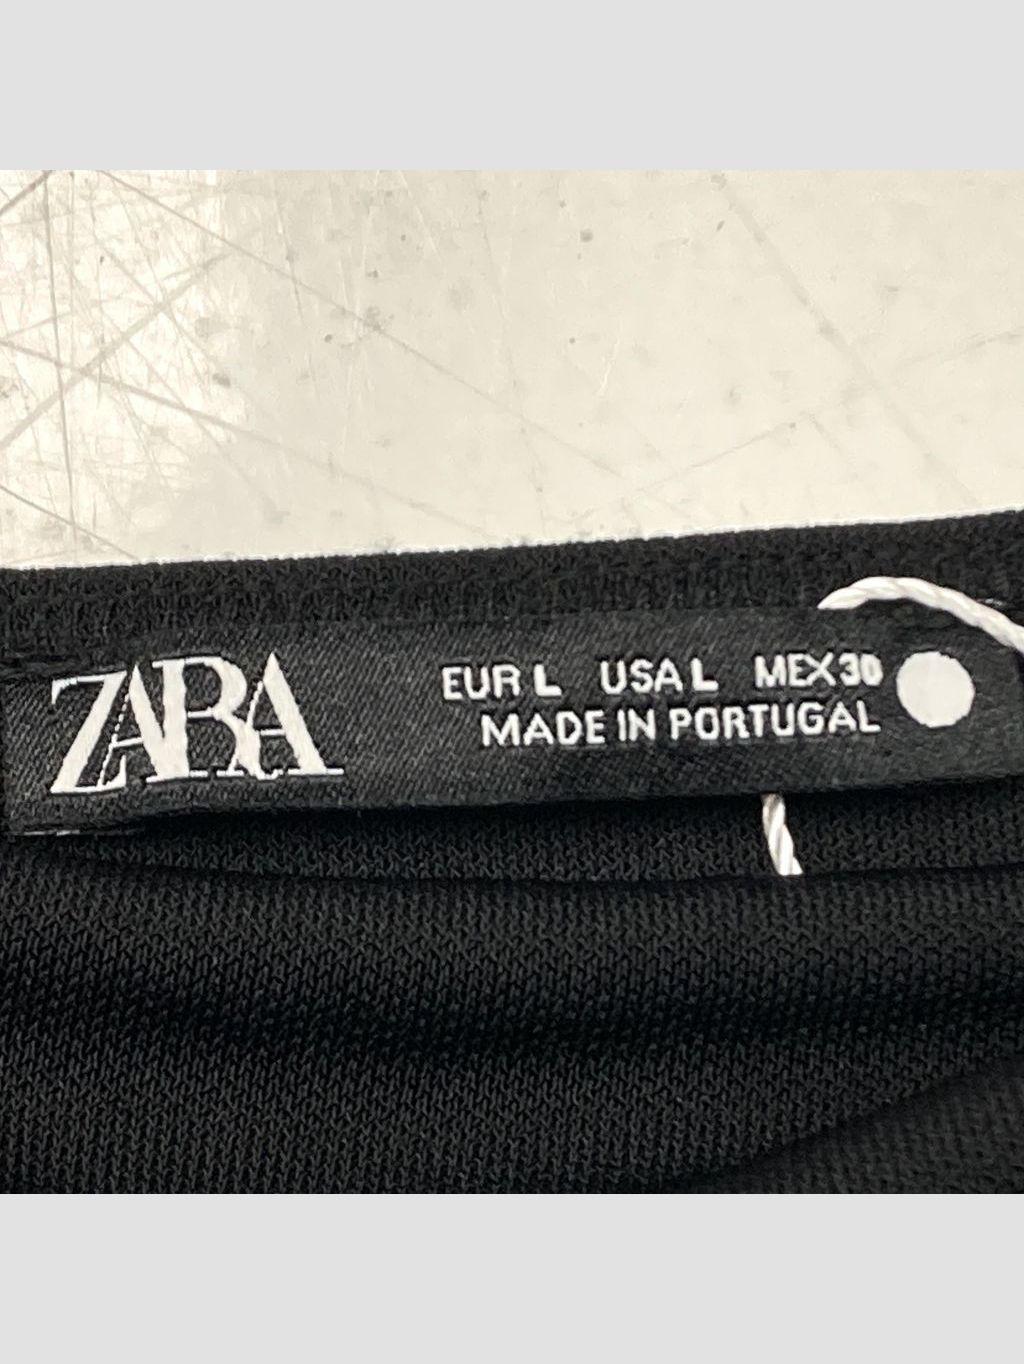 ZARA
EUR L USA L MEX 30
MADE IN PORTUGAL